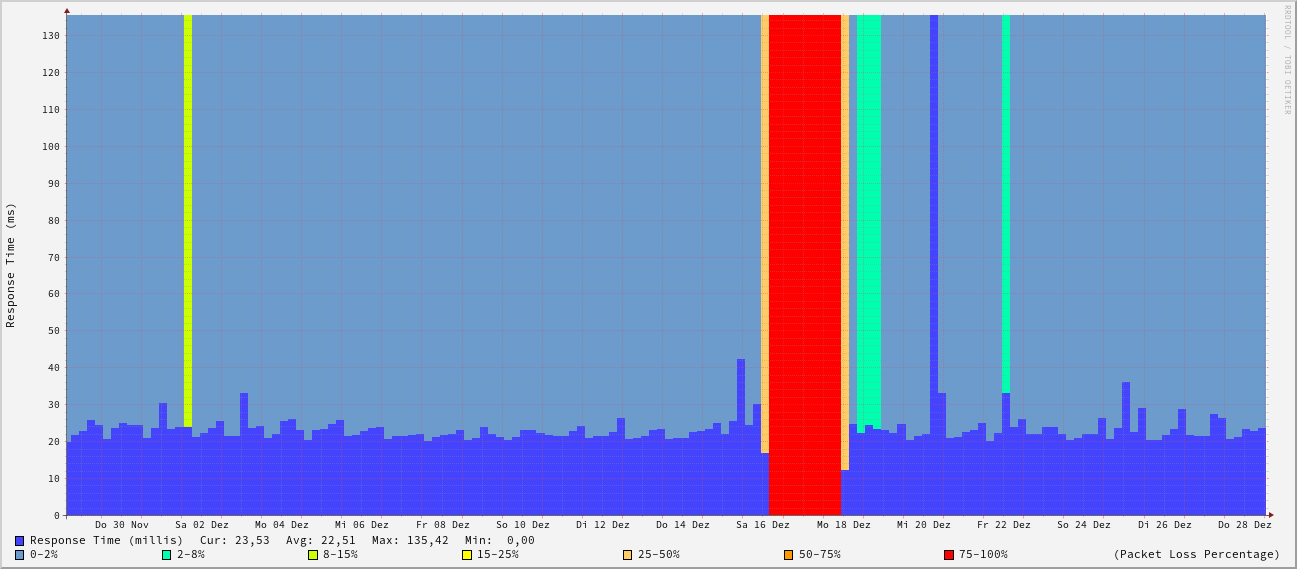 RRDTOOL / TOBI OETIKER
Response Time (ms)
130
120
110
100
90
80
70
60
50
40
30
20
10
0
Do 30 Nov Sa 02 Dez Mo 04 Dez Mi 06 Dez Fr 08 Dez So 10 Dez Di 12 Dez Do 14 Dez Sa 16 Dez Mo 18 Dez Mi 20 Dez Fr 22 Dez So 24 Dez Di 26 Dez Do 28 Dez
Response Time (millis) Cur: 23,53 Avg: 22,51 Max: 135,42 Min: 0,00
0-2% 2-8% 8-15% 15-25% 25-50% 50-75% 75-100% (Packet Loss Percentage)